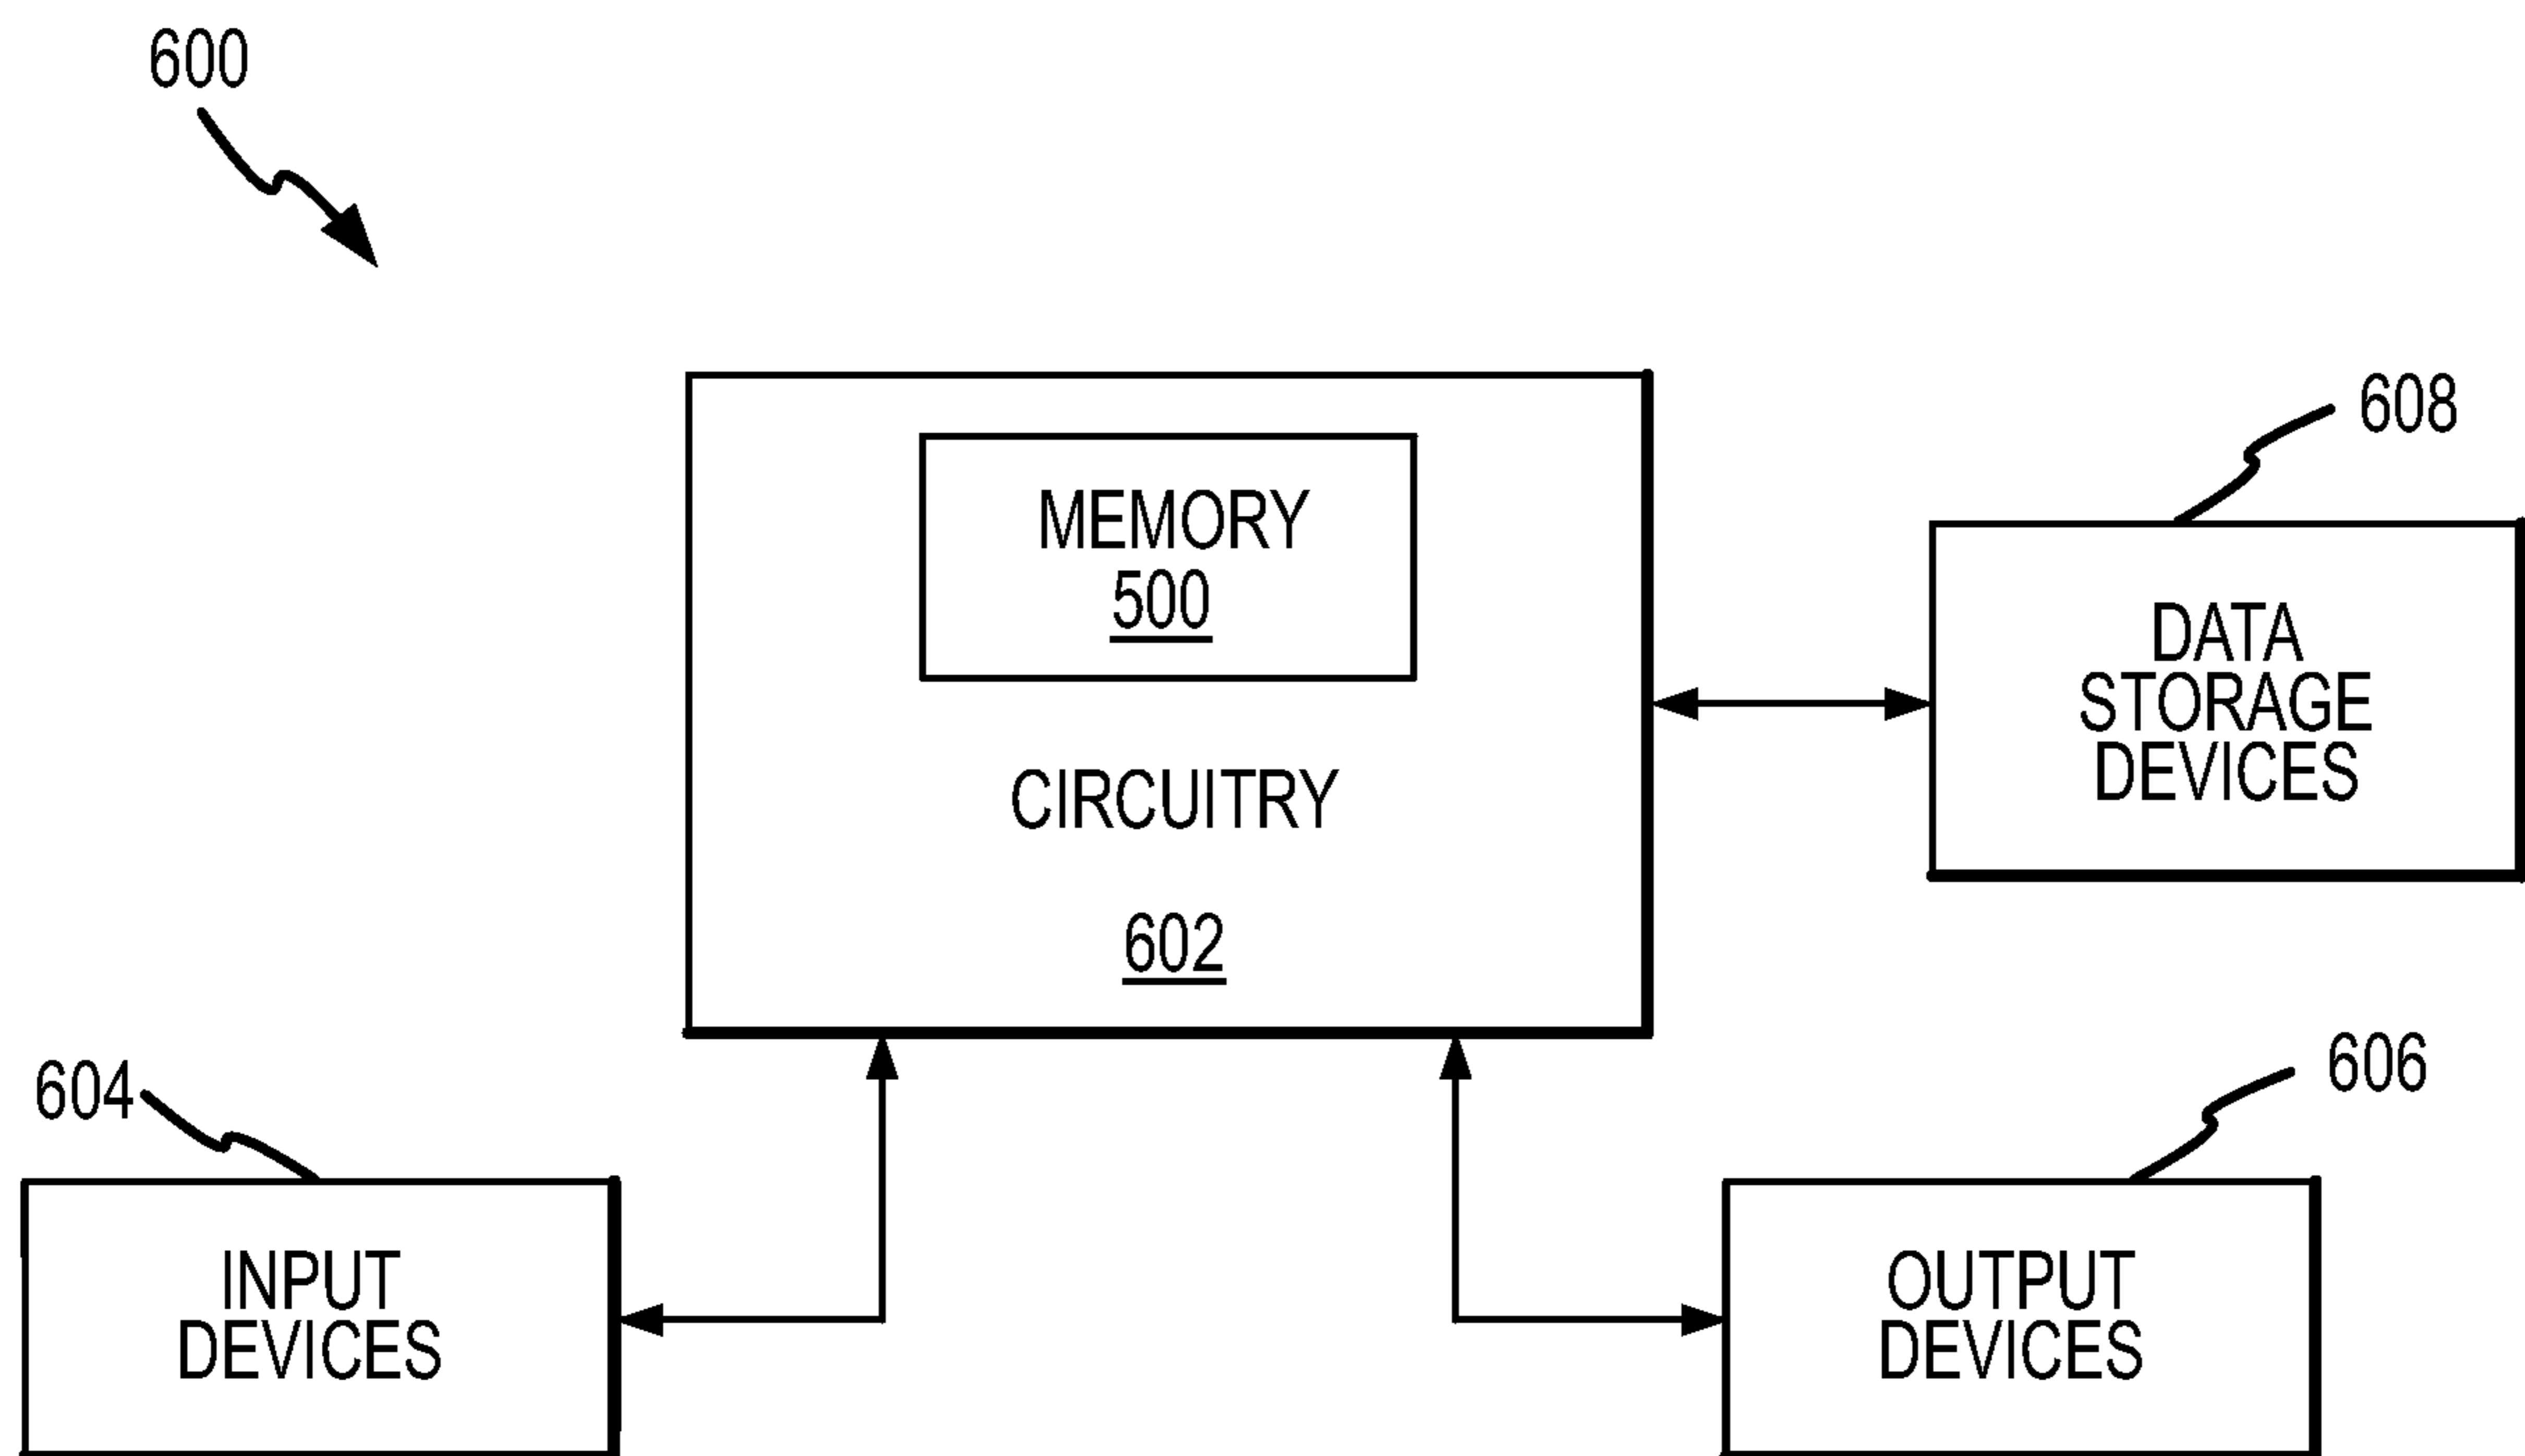 600
MEMORY
500
CIRCUITRY
602
608
DATA
STORAGE
DEVICES
604
INPUT
DEVICES
606
OUTPUT
DEVICES